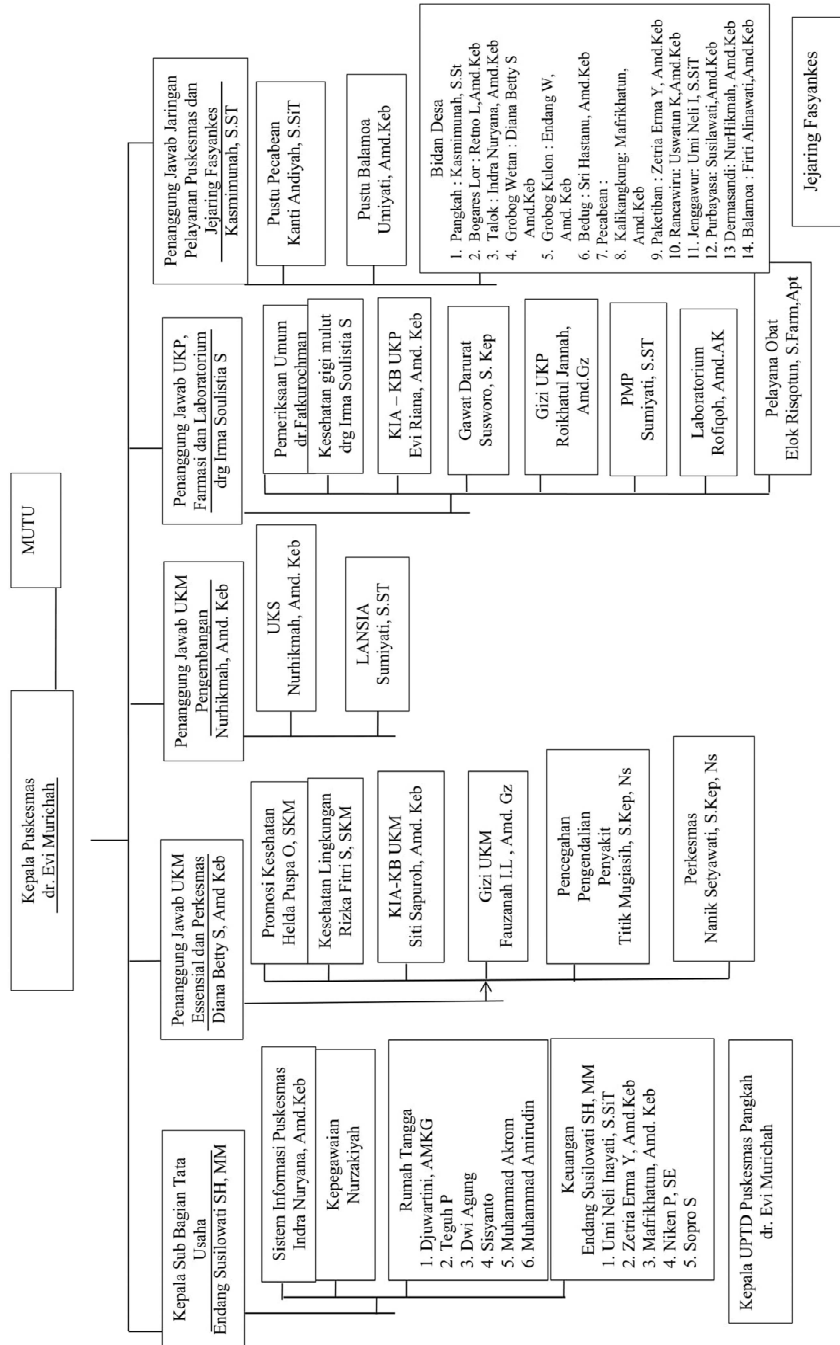 Kepala Puskesmas
dr. Evi Murichah
MUTU
Kepala Sub Bagian Tata
Usaha
Endang Susilowati SH, MM
Sistem Informasi Puskesmas
Indra Nuryana, Amd.Keb
Kepegawaian
Nurzakiyah
Rumah Tangga
1. Djuwartini, AMKG
2. Teguh P
3. Dwi Agung
4. Sisyanto
5. Muhammad Akrom
6. Muhammad Amirudin
Keuangan
Endang Susilowati SH, MM
1. Umi Neli Inayati, S.SiT
2. Zetria Erma Y, Amd.Keb
3. Mafrikhatun, Amd. Keb
4. Niken P, SE
5. Sopro S
Kepala UPTD Puskesmas Pangkah
dr. Evi Murichah
Penanggung Jawab UKM
Essensial dan Perkesmas
Diana Betty S, Amd Keb
Promosi Kesehatan
Helda Puspa O, SKM
Kesehatan Lingkungan
Rizka Fitri S, SKM
KIA-KB UKM
Siti Sapuroh, Amd. Keb
Gizi UKM
Fauzanah I.L , Amd. Gz
Pencegahan
Pengendalian
Penyakit
Titik Mugiasih, S.Kep, Ns
Perkesmas
Nanik Setyawati, S.Kep, Ns
Penanggung Jawab UKM
Pengembangan
Nurhikmah, Amd. Keb
UKS
Nurhikmah, Amd. Keb
LANSIA
Sumiyati, S.ST
Penanggung Jawab UKP,
Farmasi dan Laboratorium
drg Irma Soulistia S
Pemeriksaan Umum
dr.Fatkurochman
Kesehatan gigi mulut
drg Irma Soulistia S
KIA – KB UKP
Evi Riana, Amd. Keb
Gawat Darurat
Susworo, S. Kep
Gizi UKP
Roikhatul Jannah,
Amd.Gz
PMP
Sumiyati, S.ST
Laboratorium
Rofiqoh, Amd.AK
Pelayana Obat
Elok Risqotun, S.Farm,Apt
Penanggung Jawab Jaringan
Pelayanan Puskesmas dan
Jejaring Fasyankes
Kasmimunah, S.ST
Pustu Pecabean
Kanti Andiyah, S.SiT
Pustu Balamoa
Umiyati, Amd.Keb
Bidan Desa
1. Pangkah : Kasmimunah, S.St
2. Bogares Lor : Retno L,Amd.Keb
3. Talok : Indra Nuryana, Amd.Keb
4. Grobog Wetan : Diana Betty S
Amd.Keb
5. Grobog Kulon : Endang W,
Amd. Keb
6. Bedug : Sri Hastanu, Amd.Keb
7. Pecabean :
8. Kalikangkung: Mafrikhatun,
Amd.Keb
9. Paketiban : Zetria Erma Y, Amd.Keb
10. Rancawiru: Uswatun K,Amd.Keb
11. Jenggawur: Umi Neli I, S.SiT
12. Purbayasa: Susilawati,Amd.Keb
13 Dermasandi: NurHikmah, Amd.Keb
14. Balamoa : Firti Alinawati,Amd.Keb
Jejaring Fasyankes